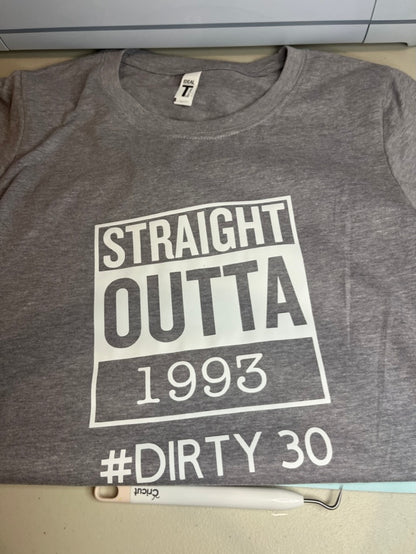 IDEAL
T
STRAIGHT
OUTTA
1993
#DIRTY 30
Cricut